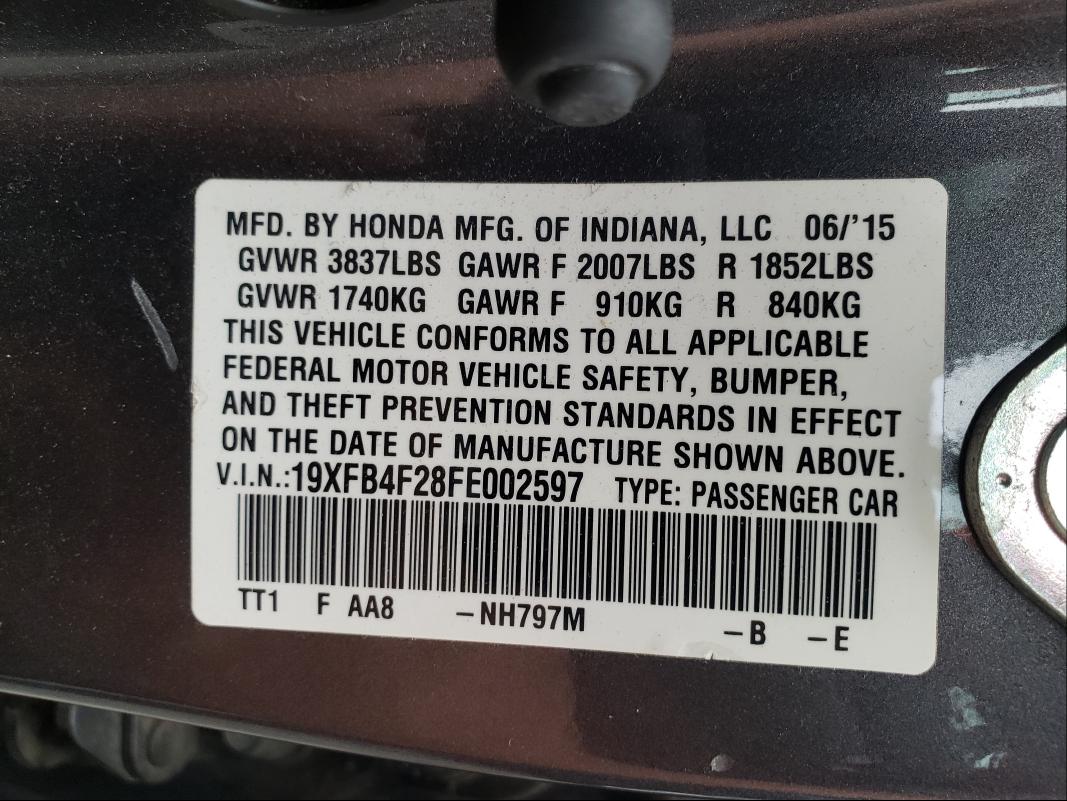 MFD. BY HONDA MFG. OF INDIANA, LLC 06/'15
GVWR 3837LBS GAWR F 2007LBS R 1852LBS
GVWR 1740KG GAWR F 910KG R 840KG
THIS VEHICLE CONFORMS TO ALL APPLICABLE
FEDERAL MOTOR VEHICLE SAFETY, BUMPER,
AND THEFT PREVENTION STANDARDS IN EFFECT
ON THE DATE OF MANUFACTURE SHOWN ABOVE.
V.I.N.:19XFB4F28FE002597 TYPE: PASSENGER CAR
TT1 F AA8 –NH797M –B –E